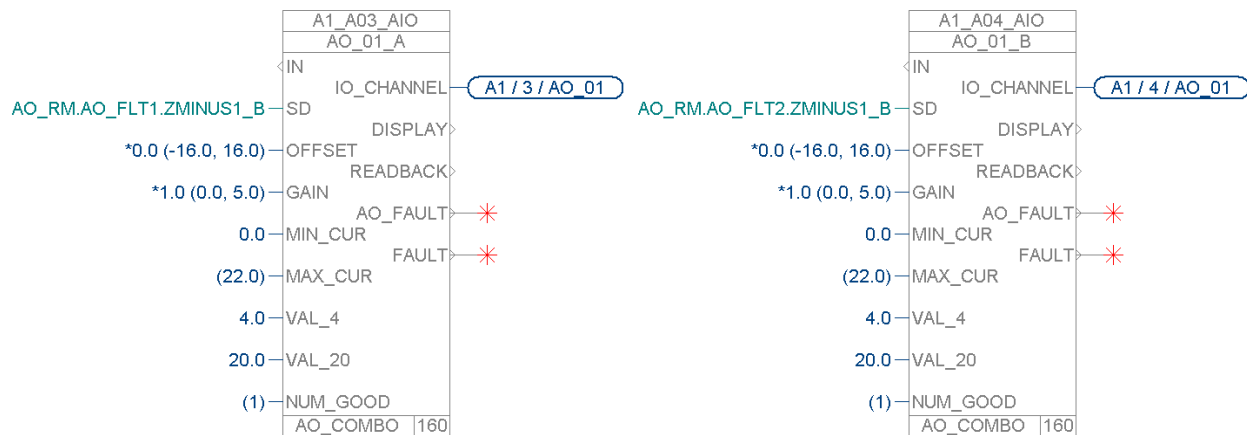 A1_A03_AIO
AO_01_A
IN
IO_CHANNEL
A1 / 3 / AO_01
AO_RM.AO_FLT1.ZMINUS1_B
SD
DISPLAY
*0.0 (-16.0, 16.0)
OFFSET
READBACK
*1.0 (0.0, 5.0)
GAIN
AO_FAULT
0.0
MIN_CUR
FAULT
(22.0)
MAX_CUR
4.0
VAL_4
20.0
VAL_20
(1)
NUM_GOOD
AO_COMBO
160
A1_A04_AIO
AO_01_B
IN
IO_CHANNEL
A1 / 4 / AO_01
AO_RM.AO_FLT2.ZMINUS1_B
SD
DISPLAY
*0.0 (-16.0, 16.0)
OFFSET
READBACK
*1.0 (0.0, 5.0)
GAIN
AO_FAULT
0.0
MIN_CUR
FAULT
(22.0)
MAX_CUR
4.0
VAL_4
20.0
VAL_20
(1)
NUM_GOOD
AO_COMBO
160